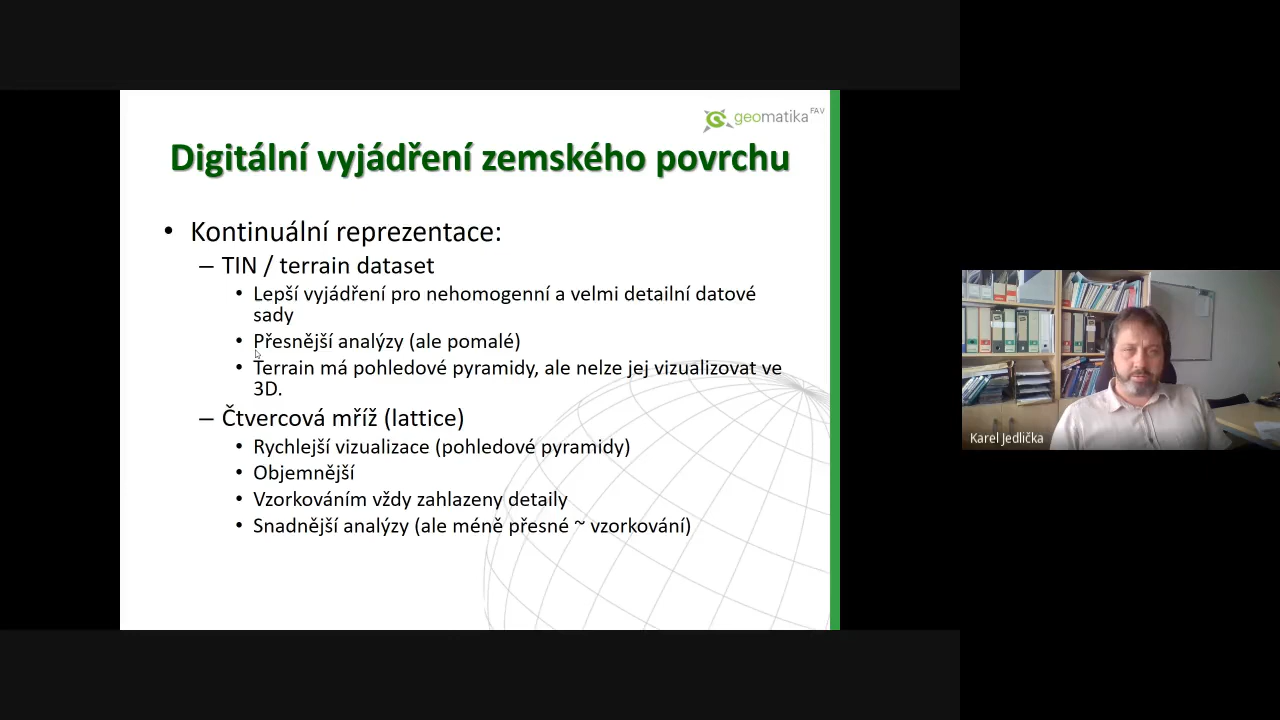 geomatika FAV
Digitální vyjádření zemského povrchu
• Kontinuální reprezentace:
– TIN / terrain dataset
• Lepší vyjádření pro nehomogenní a velmi detailní datové
sady
• Přesnější analýzy (ale pomalé)
• Terrain má pohledové pyramidy, ale nelze jej vizualizovat ve
3D.
– Čtvercová mříž (lattice)
• Rychlejší vizualizace (pohledové pyramidy)
• Objemnější
• Vzorkováním vždy zahlazeny detaily
• Snadnější analýzy (ale méně přesné ~ vzorkování)
Karel Jedlička